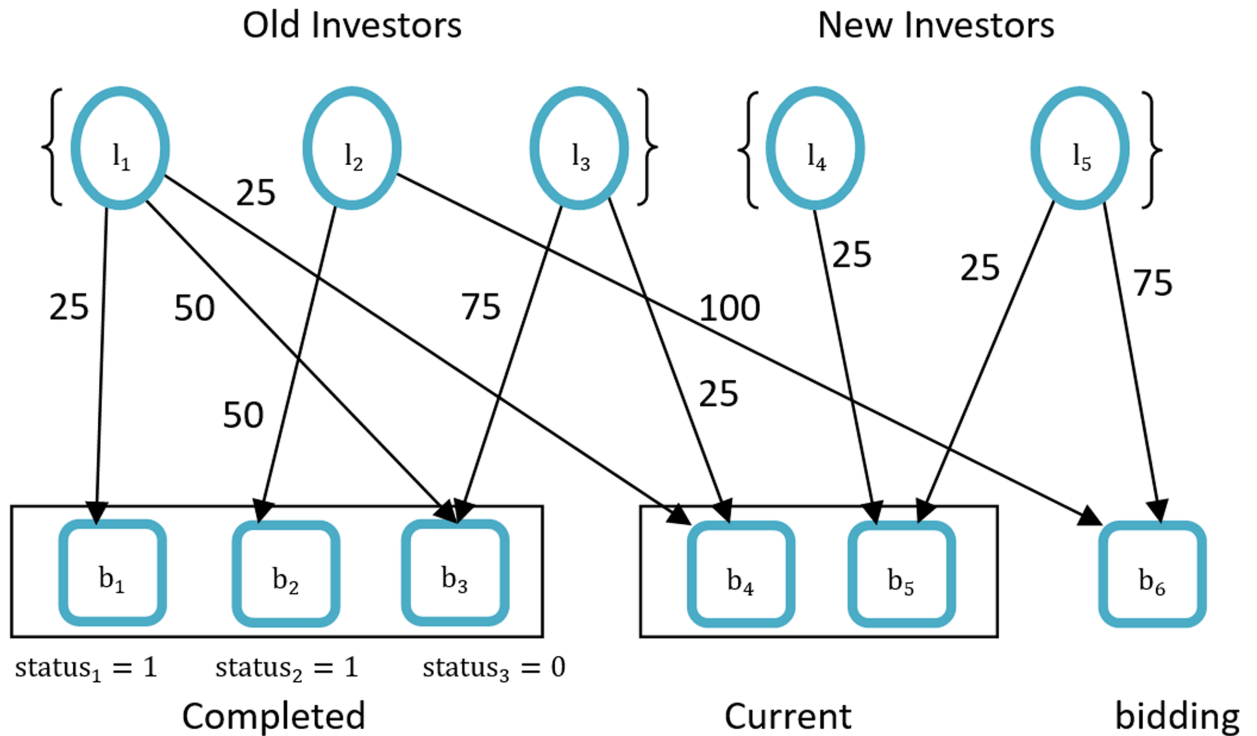 Old Investors New Investors
l₁ l₂ l₃ l₄ l₅
25
25 25
25 50 75 100 75
50 25
b₁ b₂ b₃ b₄ b₅ b₆
status₁ = 1 status₂ = 1 status₃ = 0
Completed Current bidding